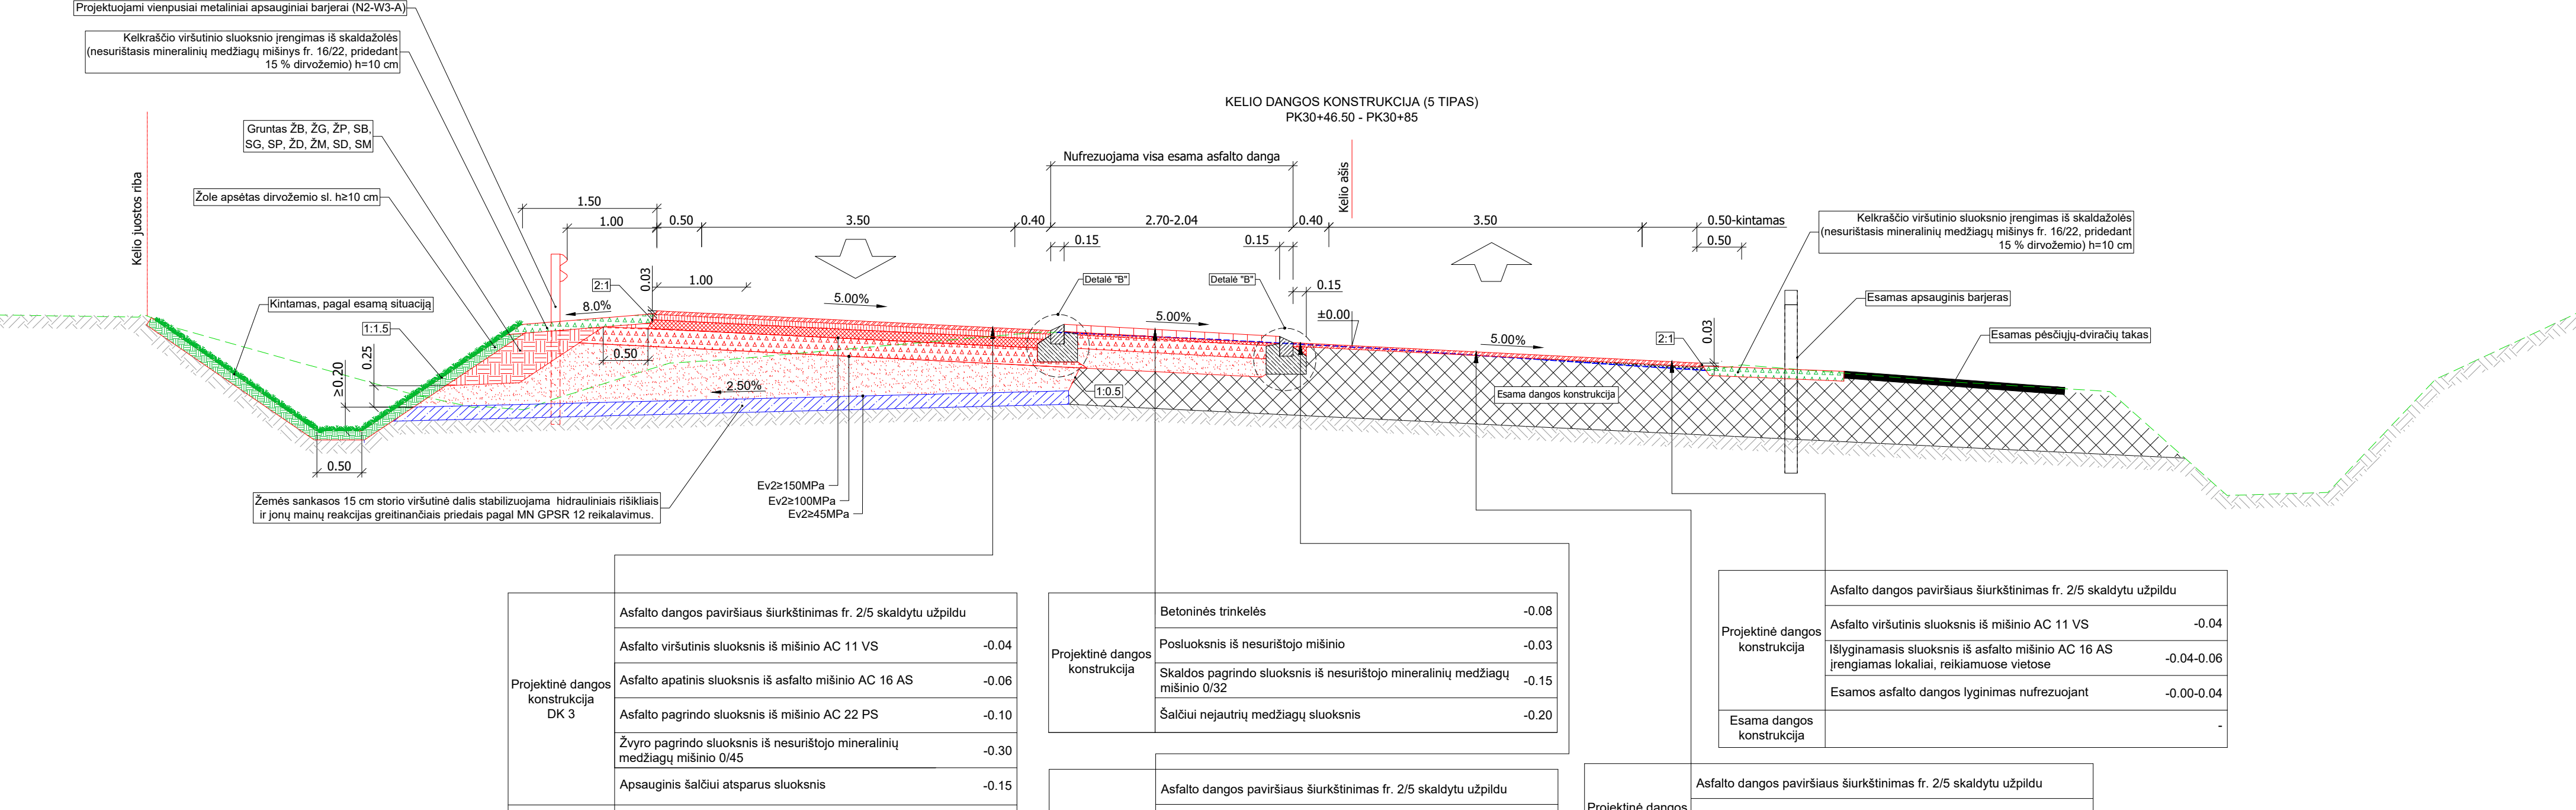 Projektuojami vienpusiai metaliniai apsauginiai barjerai (N2-W3-A)
Kelkraščio viršutinio sluoksnio įrengimas iš skaldažolės
(nesurištasis mineralinių medžiagų mišinys fr. 16/22, pridedant
15 % dirvožemio) h=10 cm
KELIO DANGOS KONSTRUKCIJA (5 TIPAS)
PK30+46.50 - PK30+85
Gruntas ŽB, ŽG, ŽP, SB,
SG, SP, ŽD, ŽM, SD, SM
Nufrezuojama visa esama asfalto danga
Kelio juostos riba
Kelio ašis
Žole apsėtas dirvožemio sl. h≥10 cm
1.50
1.00
0.50
3.50
0.40
2.70-2.04
0.40
3.50
0.50-kintamas
0.50
Kelkraščio viršutinio sluoksnio įrengimas iš skaldažolės
(nesurištasis mineralinių medžiagų mišinys fr. 16/22, pridedant
15 % dirvožemio) h=10 cm
0.15
0.15
2:1
0.03
1.00
Detalė "B"
Detalė "B"
0.15
Kintamas, pagal esamą situaciją
8.0%
5.00%
5.00%
±0.00
5.00%
2:1
0.03
Esamas apsauginis barjeras
1:1.5
Esamas pėsčiųjų-dviračių takas
0.50
0.25
≥0.20
2.50%
1:0.5
Esama dangos konstrukcija
0.50
Ev2≥150MPa
Ev2≥100MPa
Ev2≥45MPa
Žemės sankasos 15 cm storio viršutinė dalis stabilizuojama hidrauliniais rišikliais
ir jonų mainų reakcijas greitinančiais priedais pagal MN GPSR 12 reikalavimus.
Projektinė dangos
konstrukcija
DK 3
Asfalto dangos paviršiaus šiurkštinimas fr. 2/5 skaldytu užpildu
Asfalto viršutinis sluoksnis iš mišinio AC 11 VS -0.04
Asfalto apatinis sluoksnis iš asfalto mišinio AC 16 AS -0.06
Asfalto pagrindo sluoksnis iš mišinio AC 22 PS -0.10
Žvyro pagrindo sluoksnis iš nesurištojo mineralinių
medžiagų mišinio 0/45 -0.30
Apsauginis šalčiui atsparus sluoksnis -0.15
Projektinė dangos
konstrukcija
Betoninės trinkelės -0.08
Posluoksnis iš nesurištojo mišinio -0.03
Skaldos pagrindo sluoksnis iš nesurištojo mineralinių medžiagų
mišinio 0/32 -0.15
Šalčiui nejautrių medžiagų sluoksnis -0.20
Projektinė dangos
konstrukcija
Asfalto dangos paviršiaus šiurkštinimas fr. 2/5 skaldytu užpildu
Asfalto viršutinis sluoksnis iš mišinio AC 11 VS -0.04
Išlyginamasis sluoksnis iš asfalto mišinio AC 16 AS
įrengiamas lokaliai, reikiamuose vietose -0.04-0.06
Esamos asfalto dangos lyginimas nufrezuojant -0.00-0.04
Esama dangos
konstrukcija
-
Asfalto dangos paviršiaus šiurkštinimas fr. 2/5 skaldytu užpildu
Projektinė dangos
Asfalto dangos paviršiaus šiurkštinimas fr. 2/5 skaldytu užpildu